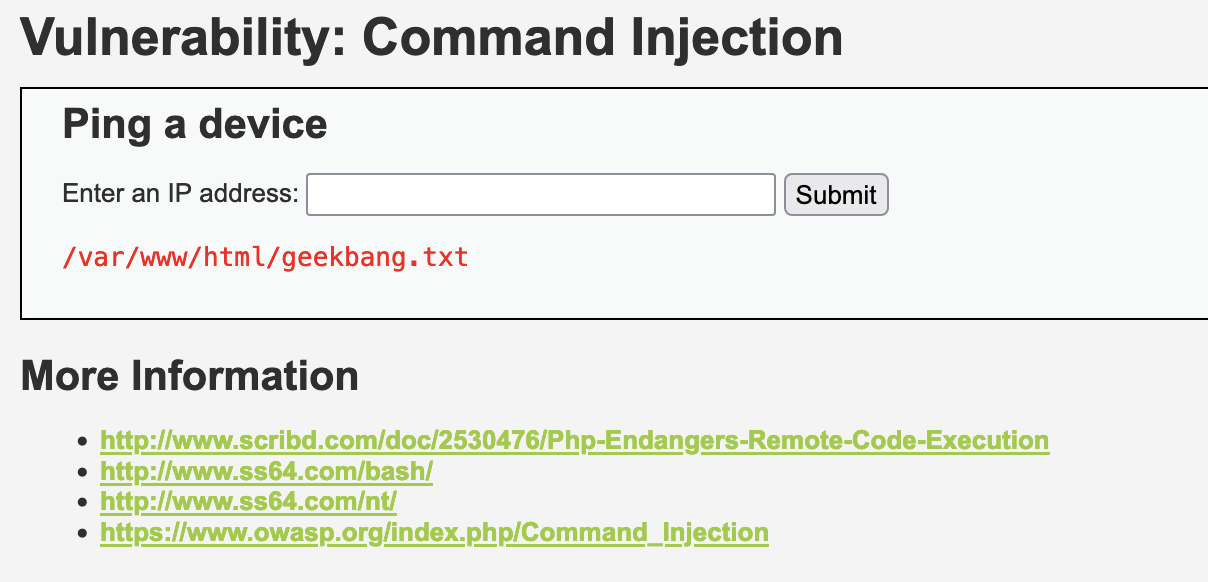 Vulnerability: Command Injection
Ping a device
Enter an IP address: Submit
/var/www/html/geekbang.txt
More Information
http://www.scribd.com/doc/2530476/Php-Endangers-Remote-Code-Execution
http://www.ss64.com/bash/
http://www.ss64.com/nt/
https://www.owasp.org/index.php/Command_Injection